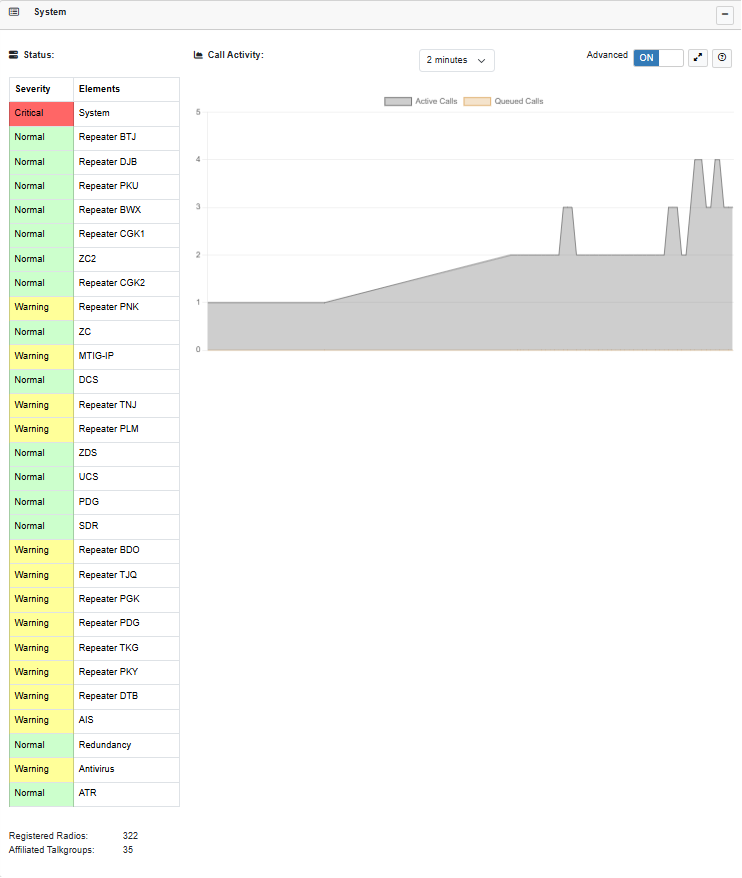 System
Status:
Call Activity:
2 minutes
Advanced ON
Severity Elements
Critical System
Normal Repeater BTJ
Normal Repeater DJB
Normal Repeater PKU
Normal Repeater BWX
Normal Repeater CGK1
Normal ZC2
Normal Repeater CGK2
Warning Repeater PNK
Normal ZC
Warning MTIG-IP
Normal DCS
Warning Repeater TNJ
Warning Repeater PLM
Normal ZDS
Normal UCS
Normal PDG
Normal SDR
Warning Repeater BDO
Warning Repeater TJQ
Warning Repeater PGK
Warning Repeater PDG
Warning Repeater TKG
Warning Repeater PKY
Warning Repeater DTB
Warning AIS
Normal Redundancy
Warning Antivirus
Normal ATR
Registered Radios: 322
Affiliated Talkgroups: 35
Active Calls Queued Calls
5
4
3
2
1
0